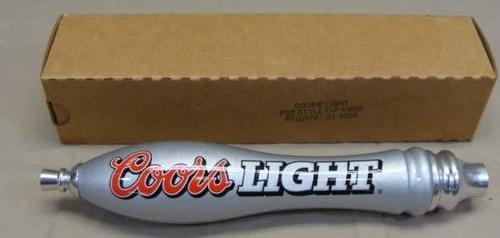 COORS LIGHT
PUB STYLE TAP KNOB
Coors LIGHT